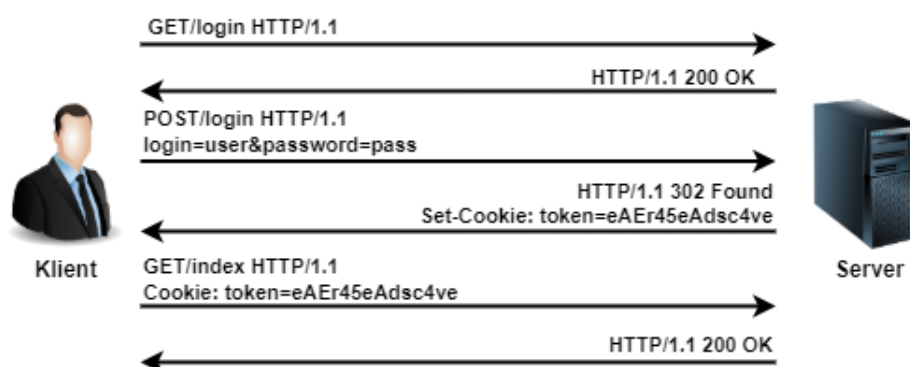 GET/login HTTP/1.1
HTTP/1.1 200 OK
POST/login HTTP/1.1
login=user&password=pass
HTTP/1.1 302 Found
Set-Cookie: token=eAEr45eAdsc4ve
Klient
GET/index HTTP/1.1
Cookie: token=eAEr45eAdsc4ve
Server
HTTP/1.1 200 OK